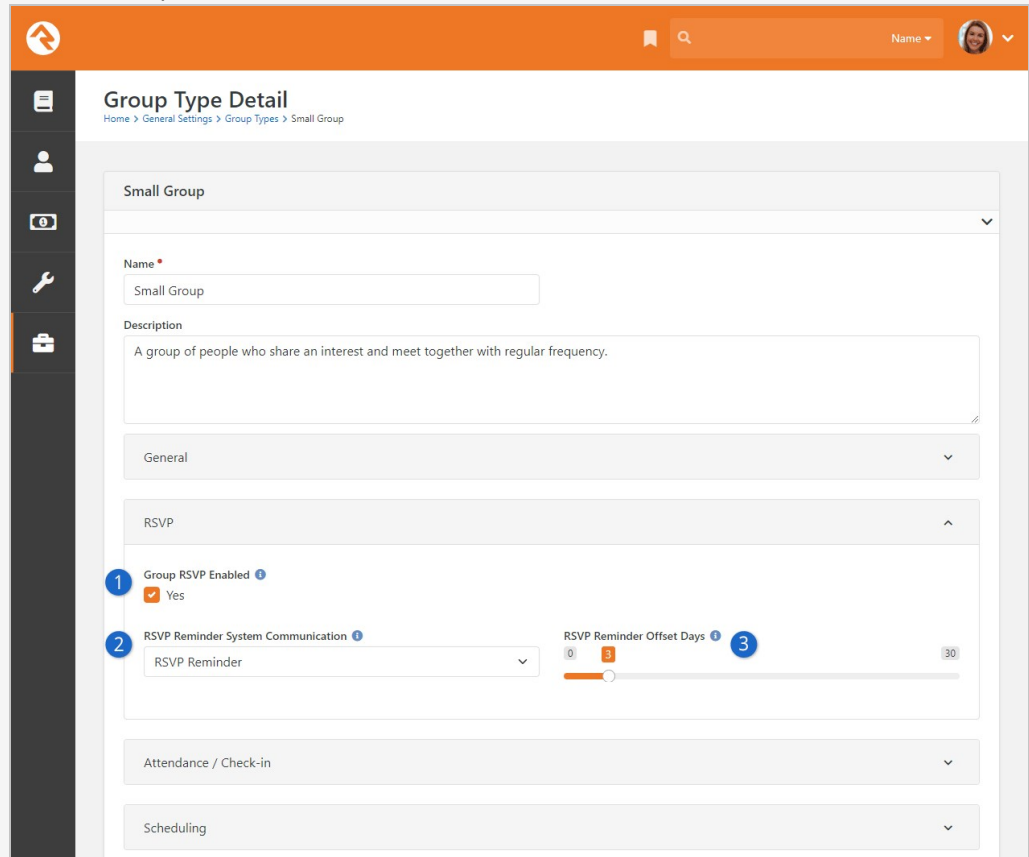 Name
Group Type Detail
Home > General Settings > Group Types > Small Group
Small Group
Name
Small Group
Description
A group of people who share an interest and meet together with regular frequency.
General
RSVP
1 Group RSVP Enabled
Yes
2 RSVP Reminder System Communication
RSVP Reminder
RSVP Reminder Offset Days 3
0 3 30
Attendance / Check-in
Scheduling